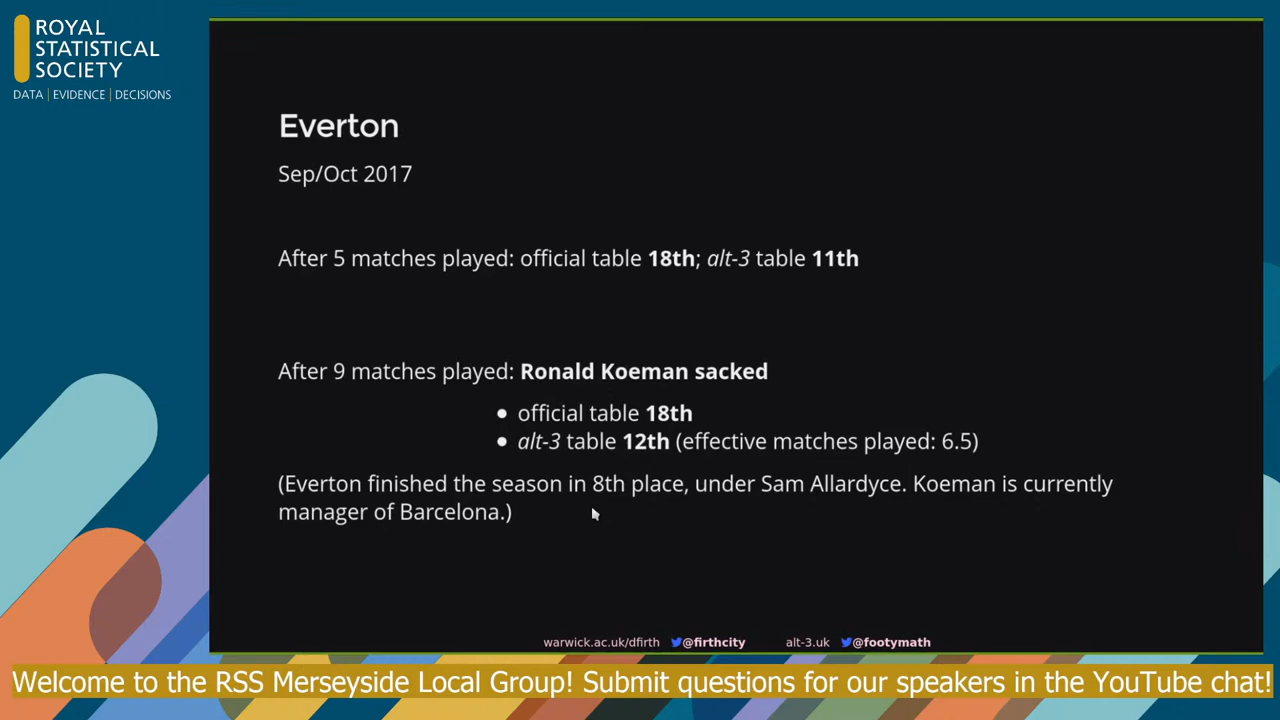 ROYAL
STATISTICAL
SOCIETY
DATA | EVIDENCE | DECISIONS
Everton
Sep/Oct 2017
After 5 matches played: official table 18th; alt-3 table 11th
After 9 matches played: Ronald Koeman sacked
• official table 18th
• alt-3 table 12th (effective matches played: 6.5)
(Everton finished the season in 8th place, under Sam Allardyce. Koeman is currently
manager of Barcelona.)
warwick.ac.uk/dfirth @firthcity alt-3.uk @footymath
Welcome to the RSS Merseyside Local Group! Submit questions for our speakers in the YouTube chat!